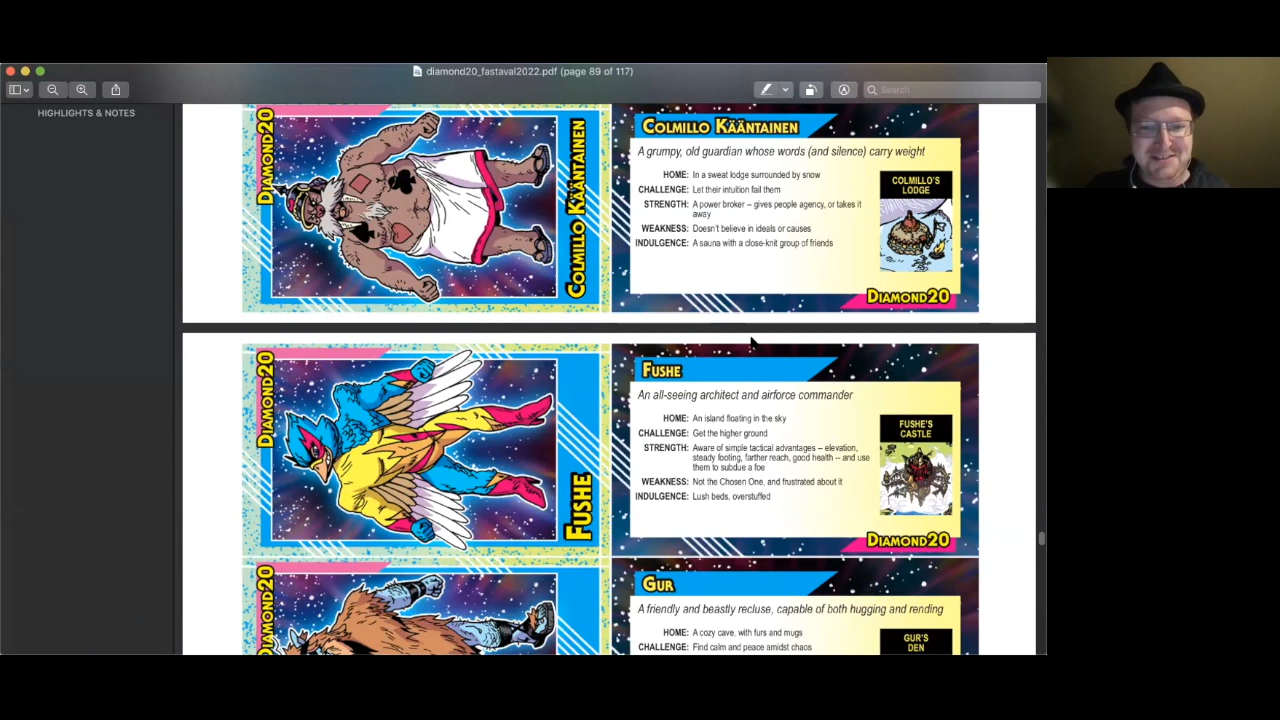 diamond20_fastaval2022.pdf (page 89 of 117)
Search
HIGHLIGHTS & NOTES
DIAMOND20
COLMILLO KÄÄNTAINEN
COLMILLO KÄÄNTAINEN
A grumpy, old guardian whose words (and silence) carry weight
HOME: In a sweat lodge surrounded by snow
CHALLENGE: Let their intuition fail them
STRENGTH: A power broker – gives people agency, or takes it
away
WEAKNESS: Doesn't believe in ideals or causes
INDULGENCE: A sauna with a close-knit group of friends
COLMILLO'S
LODGE
DIAMOND20
DIAMOND20
FUSHE
FUSHE
An all-seeing architect and airforce commander
HOME: An island floating in the sky
CHALLENGE: Get the higher ground
STRENGTH: Aware of simple tactical advantages – elevation,
steady footing, farther reach, good health -- and use
them to subdue a foe
WEAKNESS: Not the Chosen One, and frustrated about it
INDULGENCE: Lush beds, overstuffed
FUSHE'S
CASTLE
DIAMOND20
DIAMOND20
GUR
A friendly and beastly recluse, capable of both hugging and rending
HOME: A cozy cave, with furs and mugs
CHALLENGE: Find calm and peace amidst chaos
GUR'S
DEN